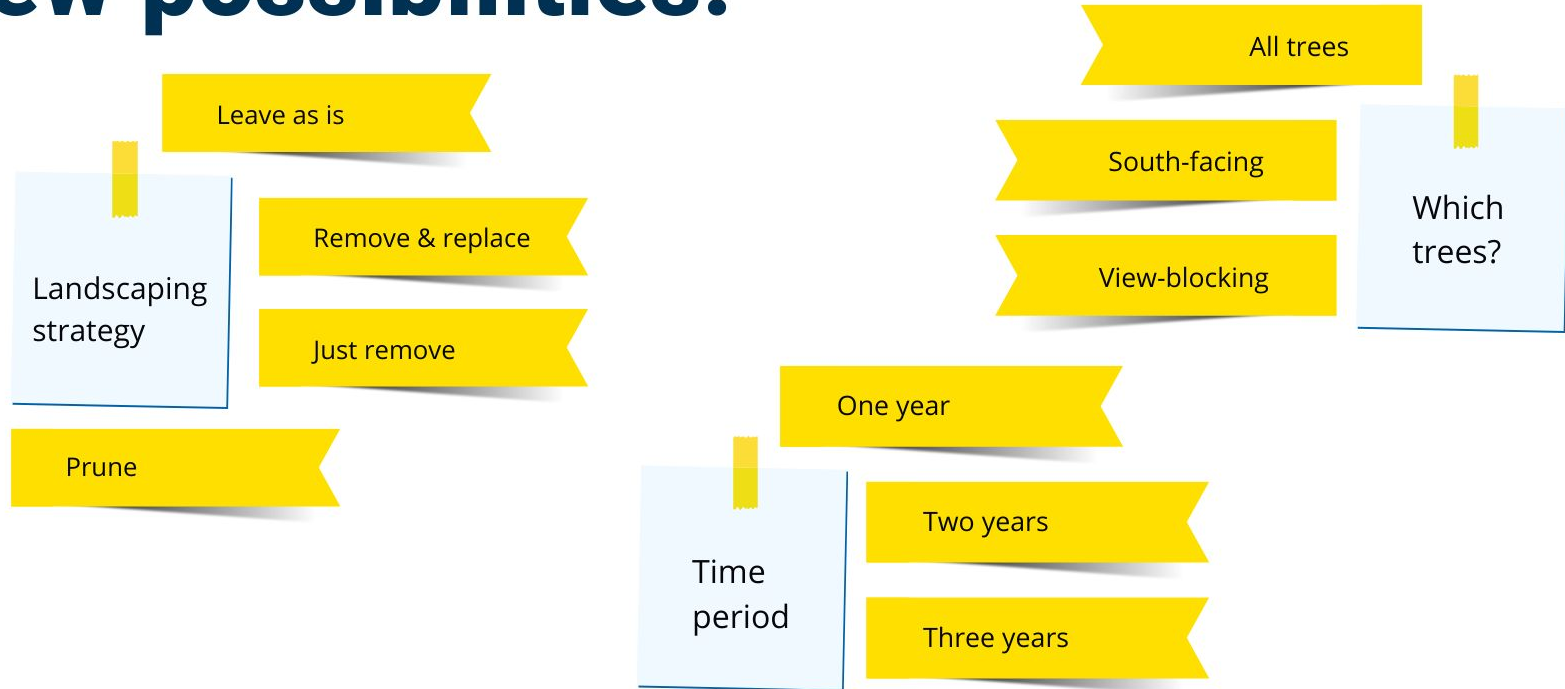 ew possibilities?
Leave as is
Remove & replace
Landscaping
strategy
Just remove
Prune
All trees
South-facing
View-blocking
Which
trees?
One year
Two years
Three years
Time
period